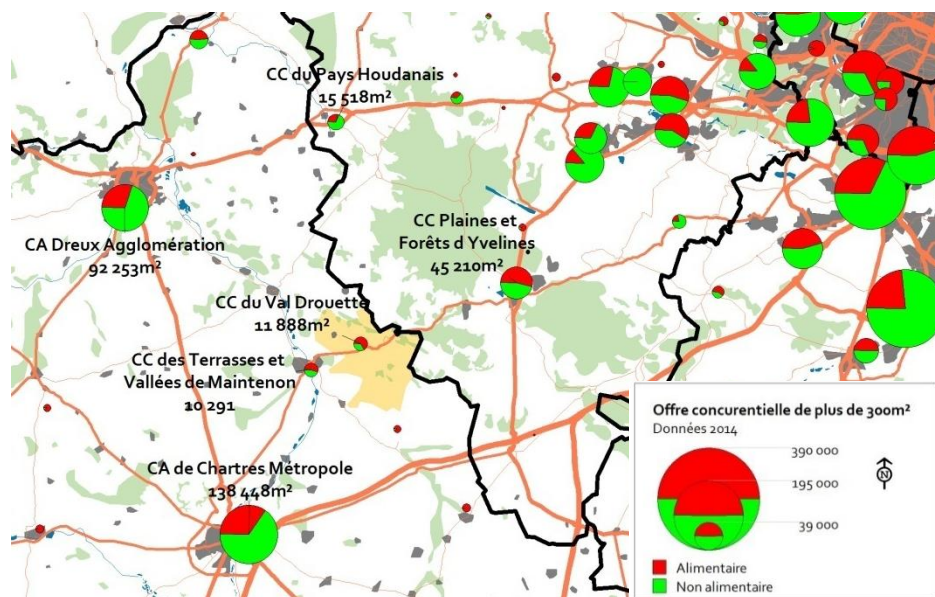 CC du Pays Houdanais
15 518m²
CC Plaines et
Forêts d Yvelines
45 210m²
CA Dreux Agglomération
92 253m²
CC du Val Drouette
11 888m²
CC des Terrasses et
Vallées de Maintenon
10 291
CA de Chartres Métropole
138 448m²
Offre concurentielle de plus de 300m²
Données 2014
390 000
195 000
39 000
N
Alimentaire
Non alimentaire